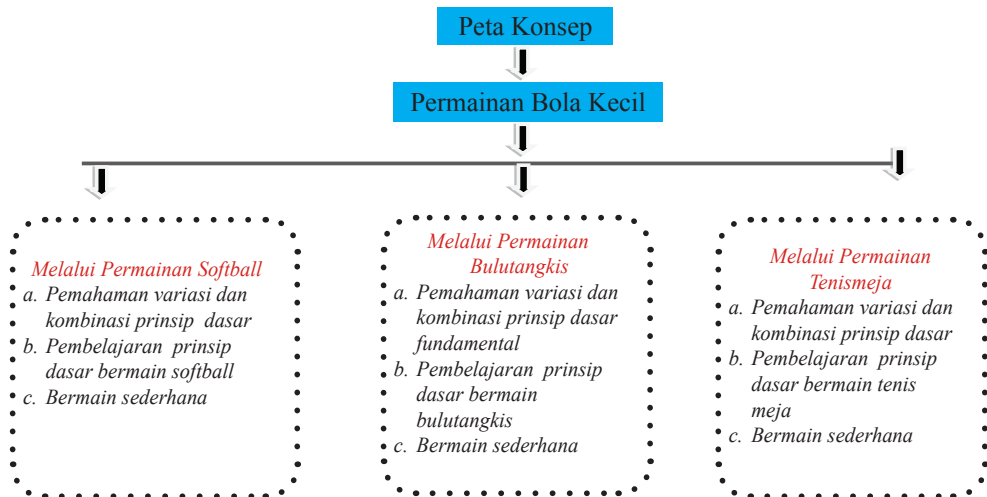 Peta Konsep
Permainan Bola Kecil
Melalui Permainan Softball
a. Pemahaman variasi dan
kombinasi prinsip dasar
b. Pembelajaran prinsip
dasar bermain softball
c. Bermain sederhana
Melalui Permainan
Bulutangkis
a. Pemahaman variasi dan
kombinasi prinsip dasar
fundamental
b. Pembelajaran prinsip
dasar bermain
bulutangkis
c. Bermain sederhana
Melalui Permainan
Tenismeja
a. Pemahaman variasi dan
kombinasi prinsip dasar
b. Pembelajaran prinsip
dasar bermain tenis
meja
c. Bermain sederhana